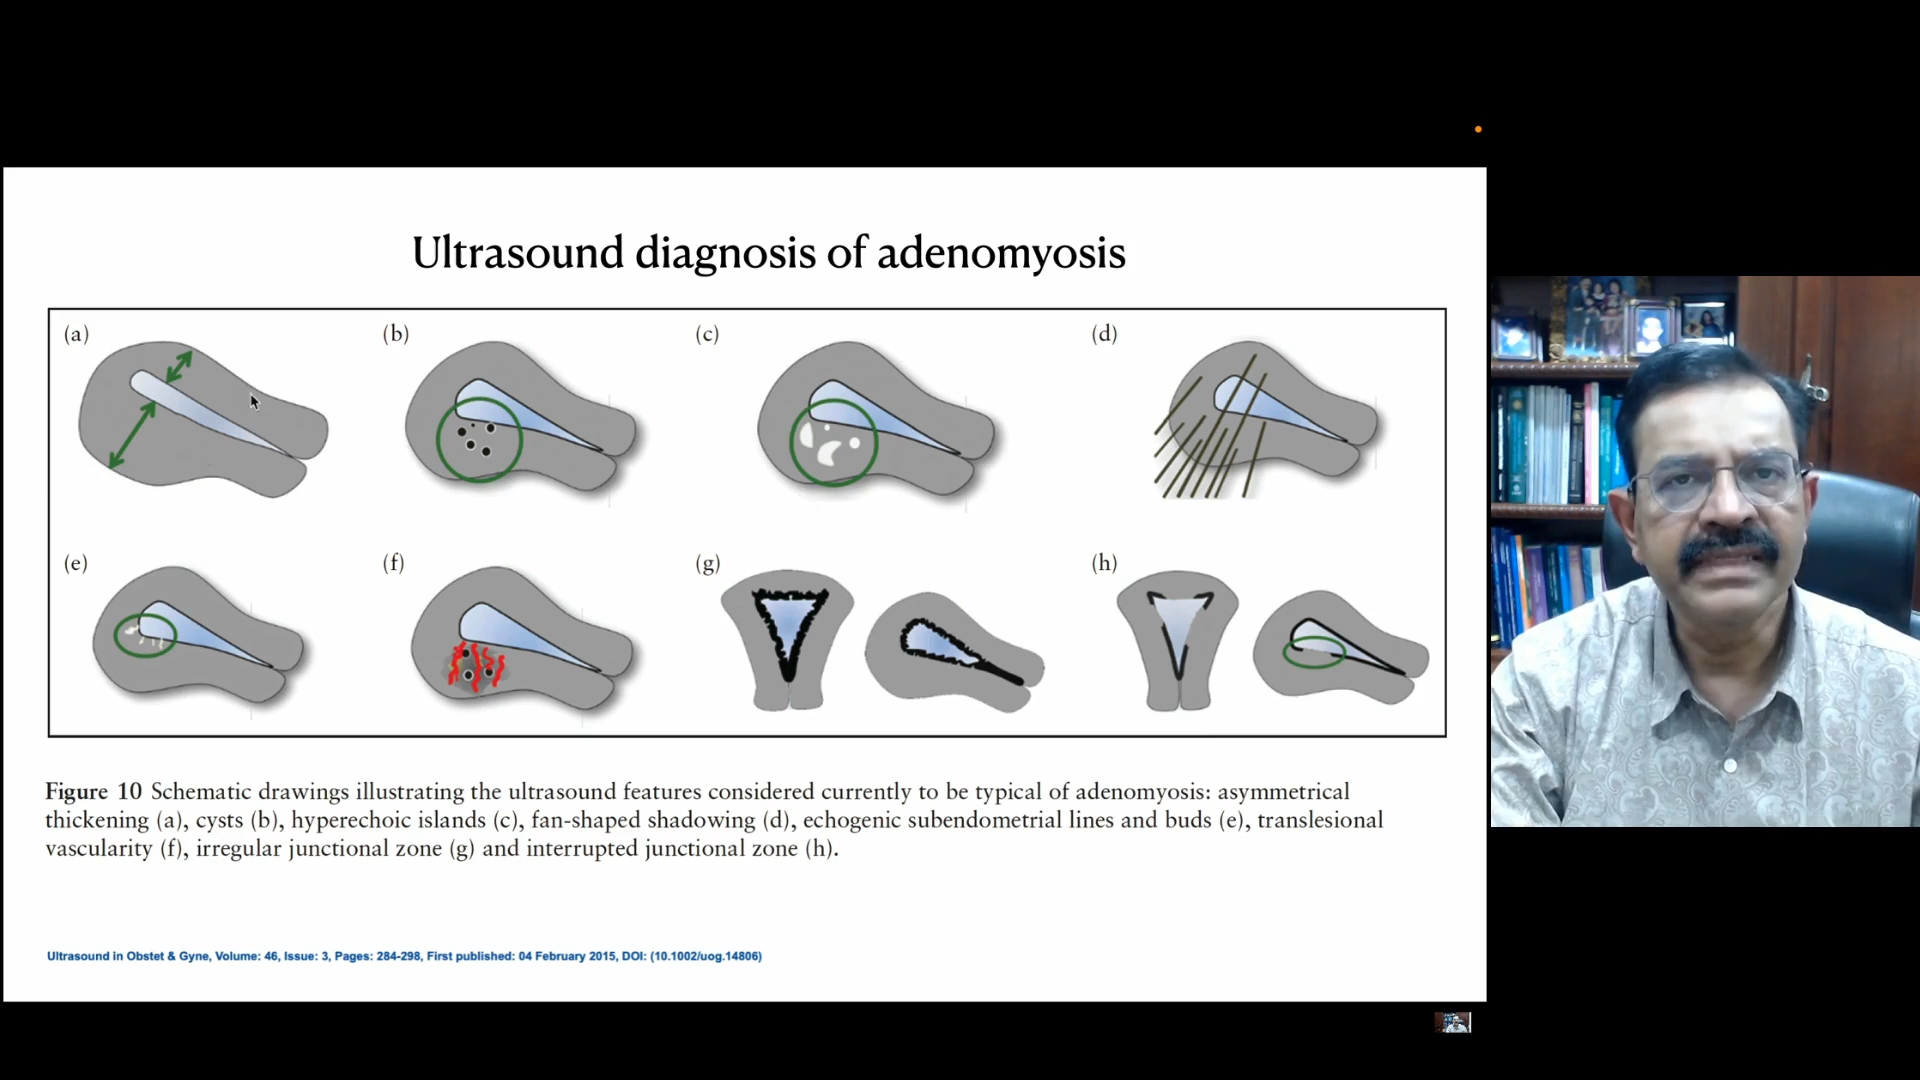 Ultrasound diagnosis of adenomyosis
(a)
(b)
(c)
(d)
(e)
(f)
(g)
(h)
Figure 10 Schematic drawings illustrating the ultrasound features considered currently to be typical of adenomyosis: asymmetrical
thickening (a), cysts (b), hyperechoic islands (c), fan-shaped shadowing (d), echogenic subendometrial lines and buds (e), translesional
vascularity (f), irregular junctional zone (g) and interrupted junctional zone (h).
Ultrasound in Obstet & Gyne, Volume: 46, Issue: 3, Pages: 284-298, First published: 04 February 2015, DOI: (10.1002/uog.14806)